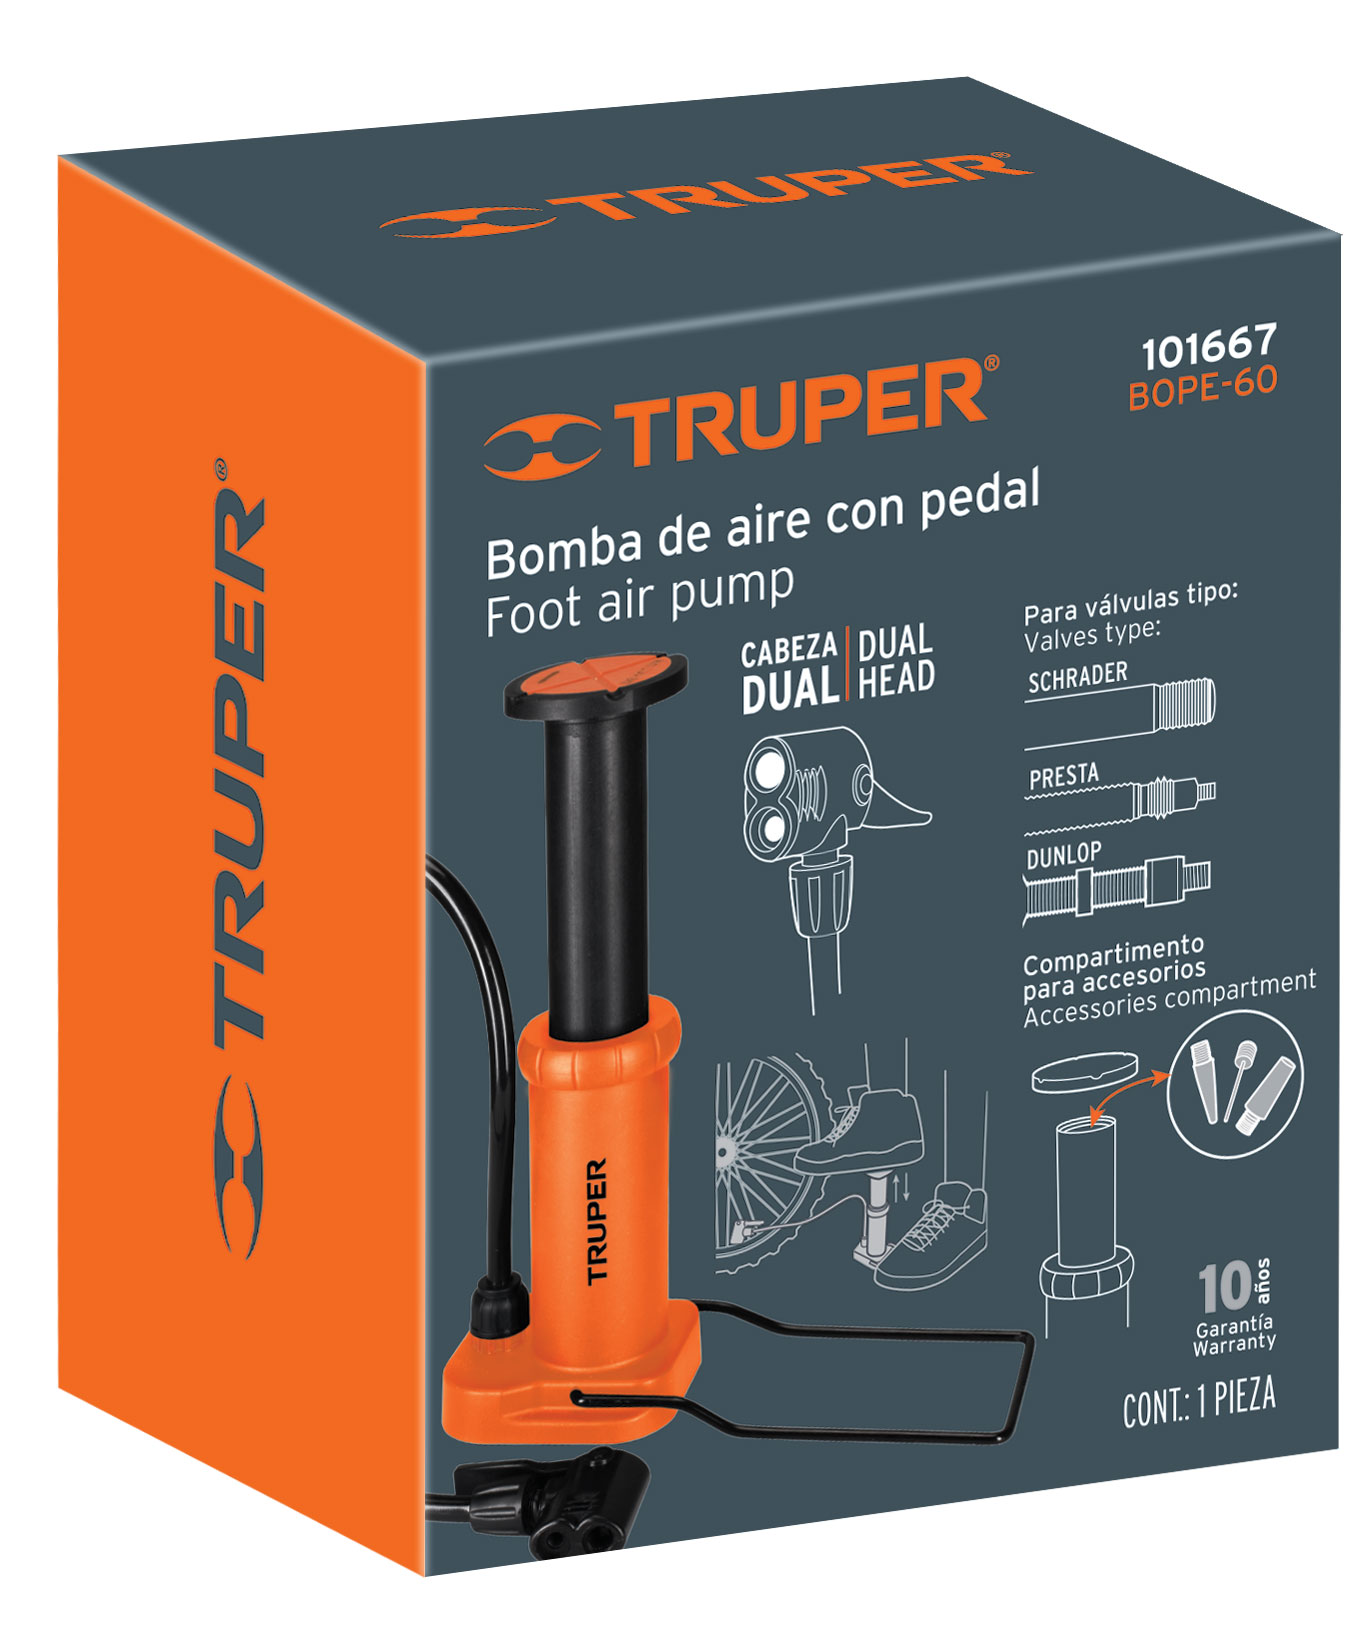 TRUPER®
TRUPER®
101667
BOPE-60
TRUPER®
Bomba de aire con pedal
Foot air pump
CABEZA DUAL
DUAL HEAD
Para válvulas tipo:
Valves type:
SCHRADER
PRESTA
DUNLOP
Compartimento
para accesorios
Accessories compartment
TRUPER
10 años
Garantía
Warranty
CONT.: 1 PIEZA